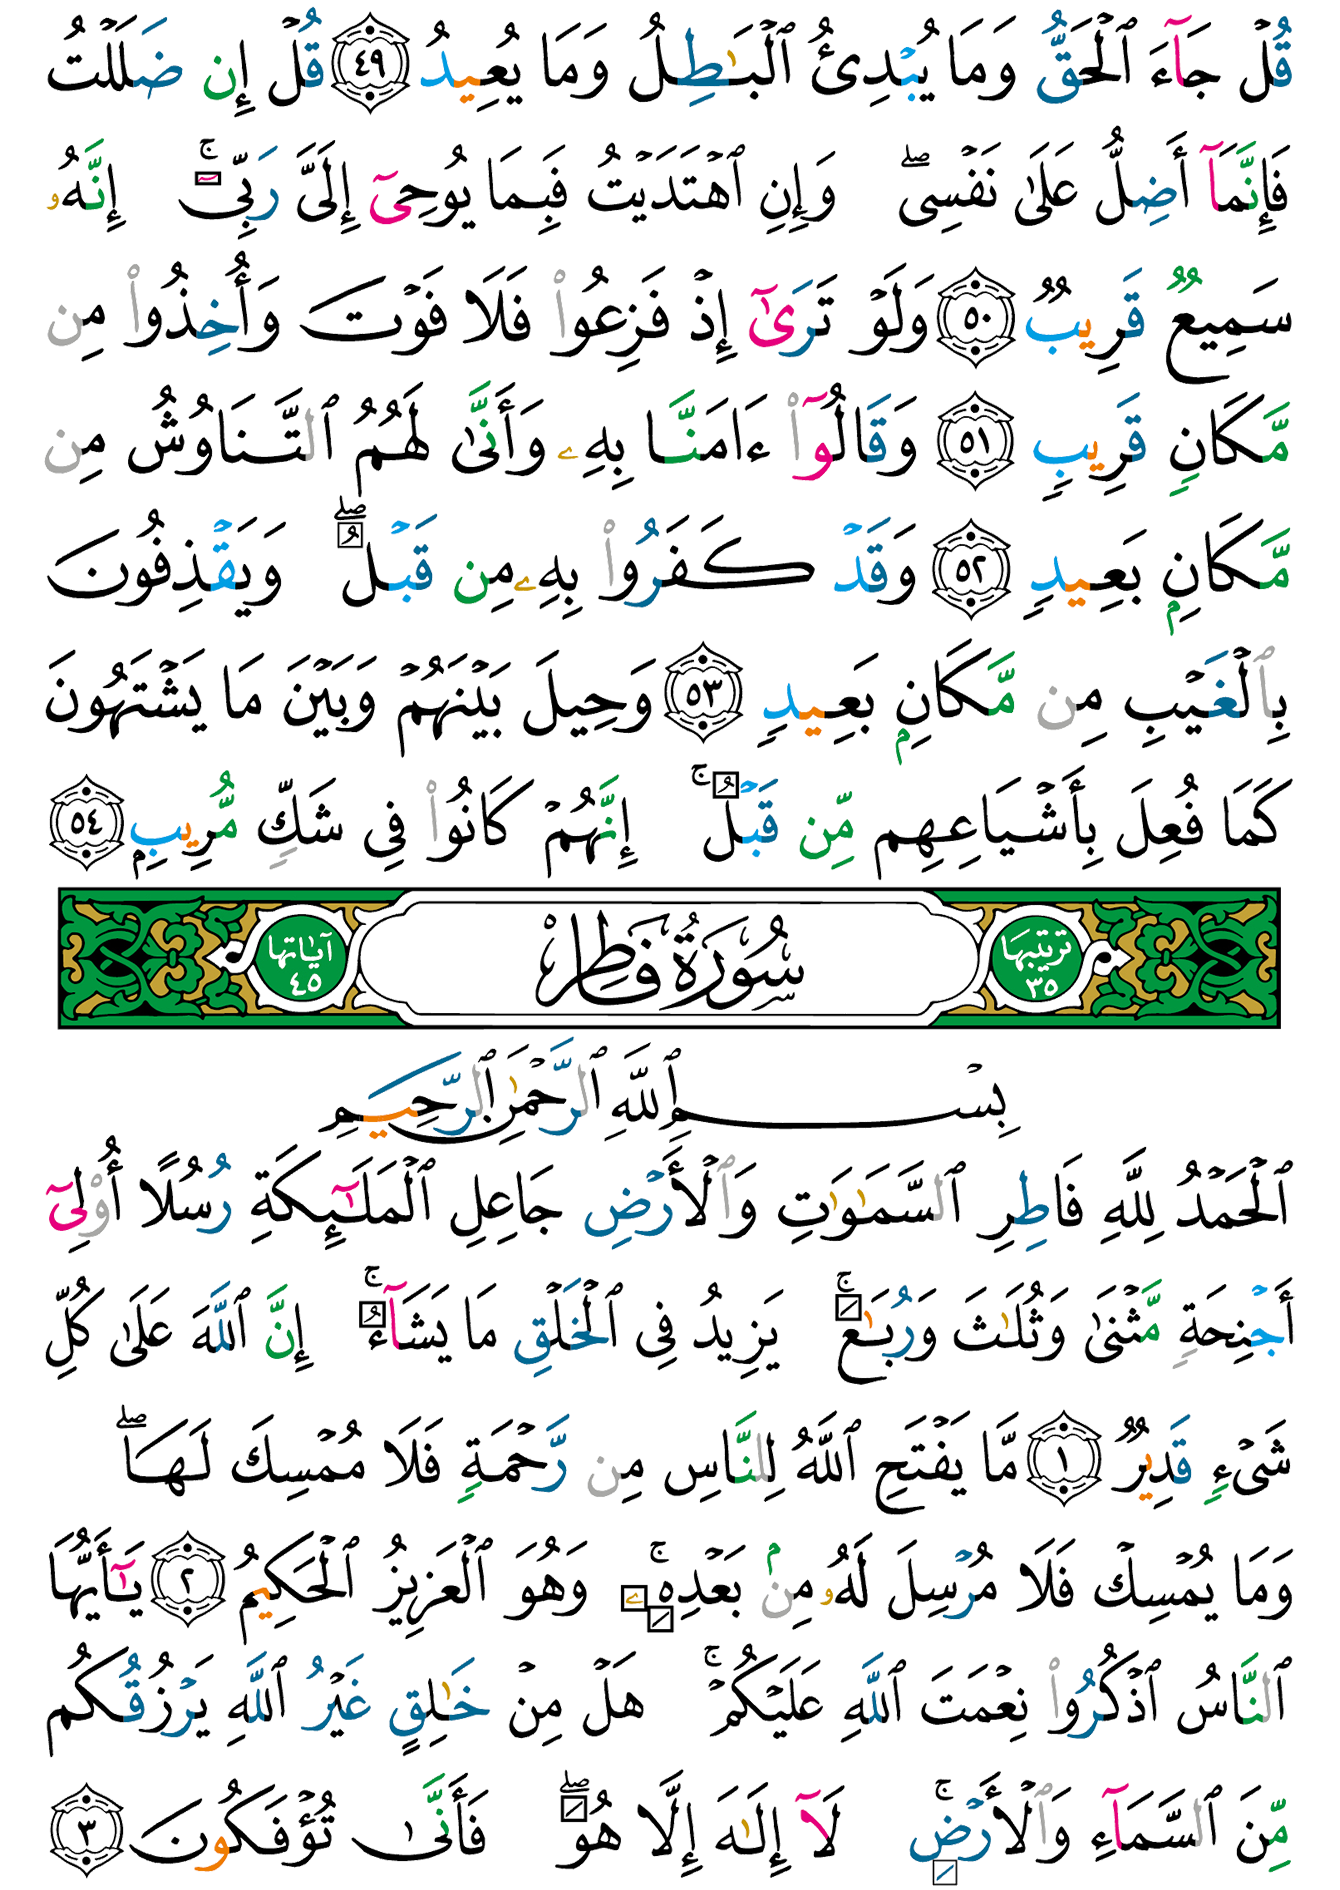 قُلۡ جَآءَ ٱلۡحَقُّ وَمَا يُبۡدِئُ ٱلۡبَٰطِلُ وَمَا يُعِيدُ ٤٩ قُلۡ إِن ضَلَلۡتُ
فَإِنَّمَآ أَضِلُّ عَلَىٰ نَفۡسِيۖ وَإِنِ ٱهۡتَدَيۡتُ فَبِمَا يُوحِيٓ إِلَيَّ رَبِّيٓۚ إِنَّهُۥ
سَمِيعٞ قَرِيبٞ ٥٠ وَلَوۡ تَرَىٰٓ إِذۡ فَزِعُواْ فَلَا فَوۡتَ وَأُخِذُواْ مِن
مَّكَانٖ قَرِيبٖ ٥١ وَقَالُوٓاْ ءَامَنَّا بِهِۦ وَأَنَّىٰ لَهُمُ ٱلتَّنَاوُشُ مِن
مَّكَانِۭ بَعِيدٖ ٥٢ وَقَدۡ كَفَرُواْ بِهِۦ مِن قَبۡلُۖ وَيَقۡذِفُونَ
بِٱلۡغَيۡبِ مِن مَّكَانِۭ بَعِيدٖ ٥٣ وَحِيلَ بَيۡنَهُمۡ وَبَيۡنَ مَا يَشۡتَهُونَ
كَمَا فُعِلَ بِأَشۡيَاعِهِم مِّن قَبۡلُۚ إِنَّهُمۡ كَانُواْ فِي شَكّٖ مُّرِيبِۭ ٥٤
ترتيبها ٣٥ سُورَةُ فَاطِرٍ آياتها ٤٥
بِسۡمِ ٱللَّهِ ٱلرَّحۡمَٰنِ ٱلرَّحِيمِ
ٱلۡحَمۡدُ لِلَّهِ فَاطِرِ ٱلسَّمَٰوَٰتِ وَٱلۡأَرۡضِ جَاعِلِ ٱلۡمَلَٰٓئِكَةِ رُسُلًا أُوْلِيٓ
أَجۡنِحَةٖ مَّثۡنَىٰ وَثُلَٰثَ وَرُبَٰعَۚ يَزِيدُ فِي ٱلۡخَلۡقِ مَا يَشَآءُۚ إِنَّ ٱللَّهَ عَلَىٰ كُلِّ
شَيۡءٖ قَدِيرٞ ١ مَّا يَفۡتَحِ ٱللَّهُ لِلنَّاسِ مِن رَّحۡمَةٖ فَلَا مُمۡسِكَ لَهَاۖ
وَمَا يُمۡسِكۡ فَلَا مُرۡسِلَ لَهُۥ مِنۢ بَعۡدِهِۦۚ وَهُوَ ٱلۡعَزِيزُ ٱلۡحَكِيمُ ٢ يَٰٓأَيُّهَا
ٱلنَّاسُ ٱذۡكُرُواْ نِعۡمَتَ ٱللَّهِ عَلَيۡكُمۡۚ هَلۡ مِنۡ خَٰلِقٍ غَيۡرُ ٱللَّهِ يَرۡزُقُكُم
مِّنَ ٱلسَّمَآءِ وَٱلۡأَرۡضِۚ لَآ إِلَٰهَ إِلَّا هُوَۖ فَأَنَّىٰ تُؤۡفَكُونَ ٣